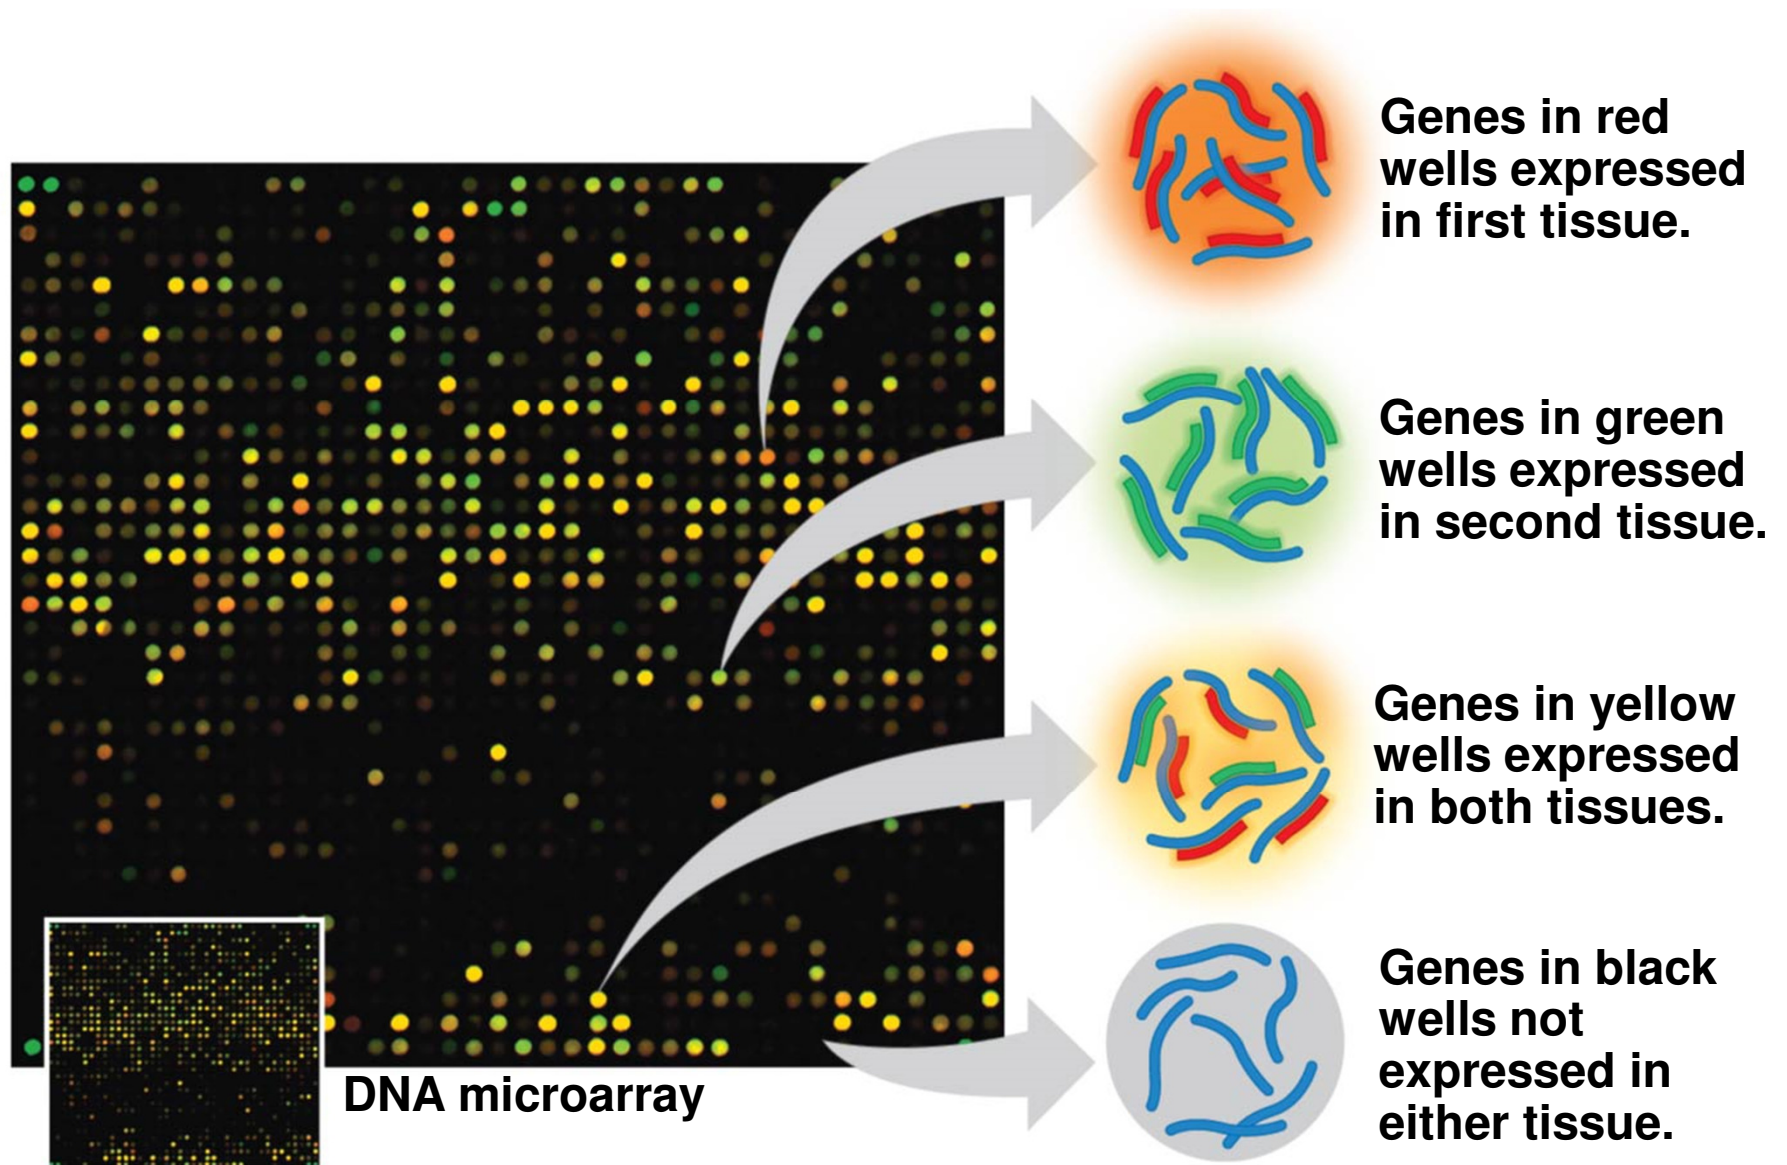 Genes in red
wells expressed
in first tissue.
Genes in green
wells expressed
in second tissue.
Genes in yellow
wells expressed
in both tissues.
Genes in black
wells not
expressed in
either tissue.
DNA microarray